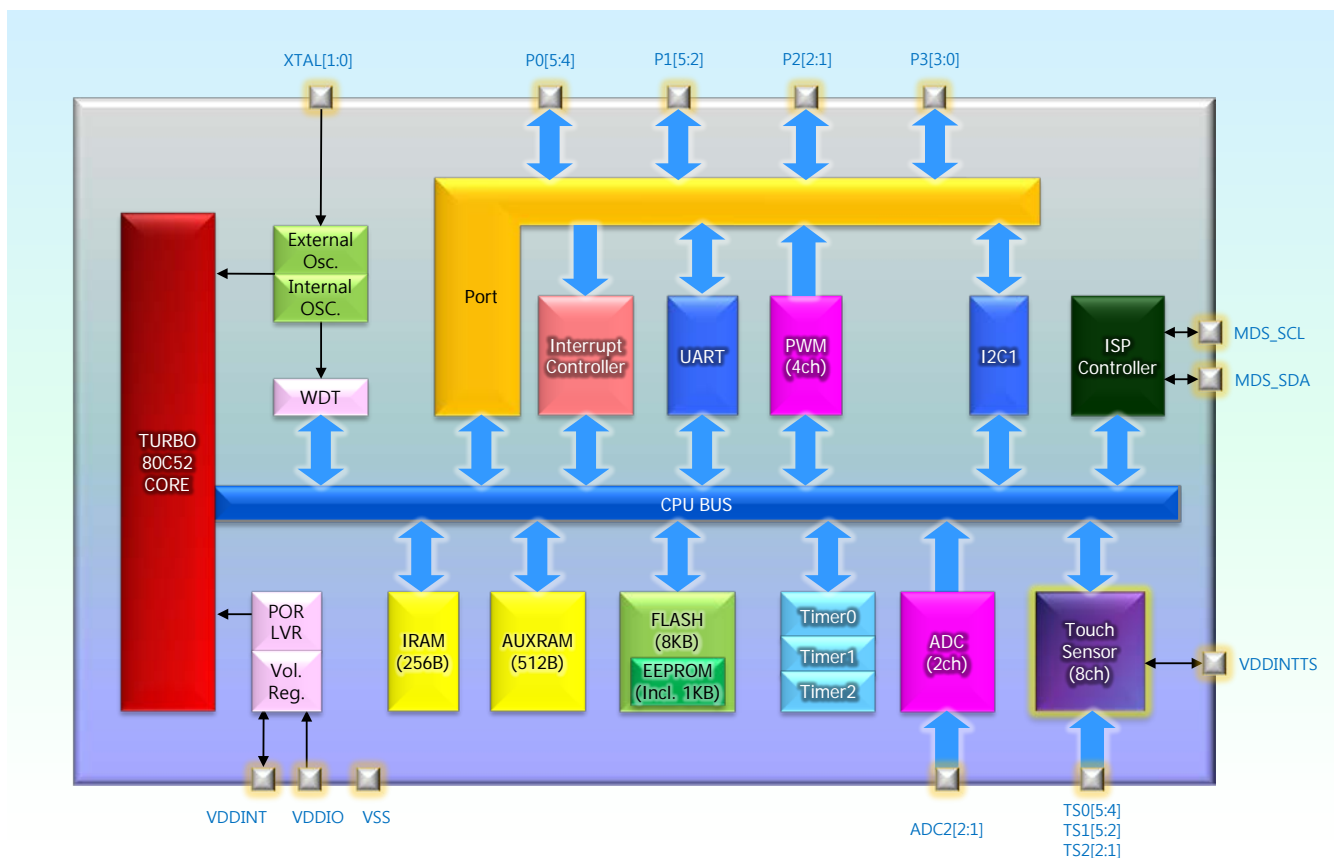 XTAL[1:0]
P0[5:4]
P1[5:2]
P2[2:1]
P3[3:0]
External
Osc.
Internal
OSC.
Port
Interrupt
Controller
UART
PWM
(4ch)
I2C1
ISP
Controller
MDS_SCL
MDS_SDA
WDT
TURBO
80C52
CORE
CPU BUS
POR
LVR
Vol.
Reg.
IRAM
(256B)
AUXRAM
(512B)
FLASH
(8KB)
EEPROM
(Incl. 1KB)
Timer0
Timer1
Timer2
ADC
(2ch)
Touch
Sensor
(8ch)
VDDINTTS
VDDINT
VDDIO
VSS
ADC2[2:1]
TS0[5:4]
TS1[5:2]
TS2[2:1]